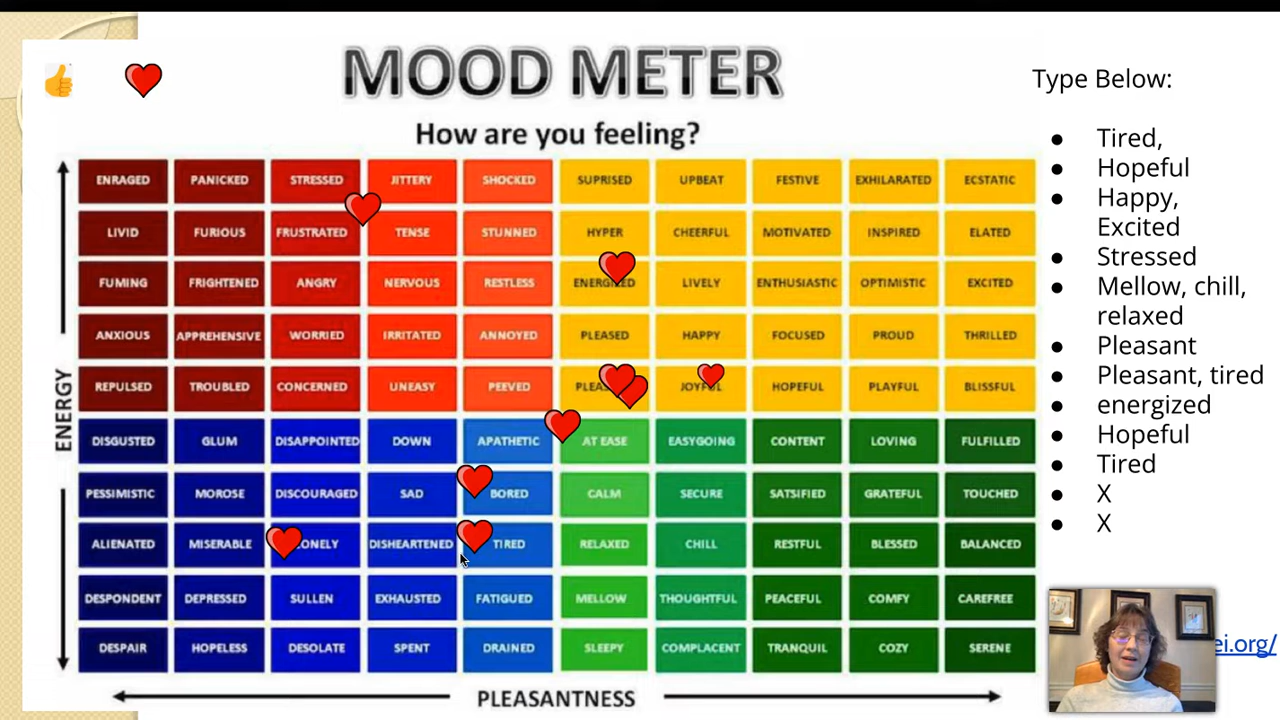 MOOD METER
How are you feeling?
ENRAGED PANICKED STRESSED JITTERY SHOCKED SUPRISED UPBEAT FESTIVE EXHILARATED ECSTATIC
LIVID FURIOUS FRUSTRATED TENSE STUNNED HYPER CHEERFUL MOTIVATED INSPIRED ELATED
FUMING FRIGHTENED ANGRY NERVOUS RESTLESS ENERGIZED LIVELY ENTHUSIASTIC OPTIMISTIC EXCITED
ANXIOUS APPREHENSIVE WORRIED IRRITATED ANNOYED PLEASED HAPPY FOCUSED PROUD THRILLED
REPULSED TROUBLED CONCERNED UNEASY PEEVED JOYFUL HOPEFUL PLAYFUL BLISSFUL
DISGUSTED GLUM DISAPPOINTED DOWN APATHETIC AT EASE EASYGOING CONTENT LOVING FULFILLED
PESSIMISTIC MOROSE DISCOURAGED SAD BORED CALM SECURE SATSIFIED GRATEFUL TOUCHED
ALIENATED MISERABLE LONELY DISHEARTENED TIRED RELAXED CHILL RESTFUL BLESSED BALANCED
DESPONDENT DEPRESSED SULLEN EXHAUSTED FATIGUED MELLOW THOUGHTFUL PEACEFUL COMFY CAREFREE
DESPAIR HOPELESS DESOLATE SPENT DRAINED SLEEPY COMPLACENT TRANQUIL COZY SERENE
ENERGY
PLEASANTNESS
Type Below:
● Tired,
● Hopeful
● Happy,
Excited
● Stressed
● Mellow, chill,
relaxed
● Pleasant
● Pleasant, tired
● energized
● Hopeful
● Tired
● X
● X
ei.org/